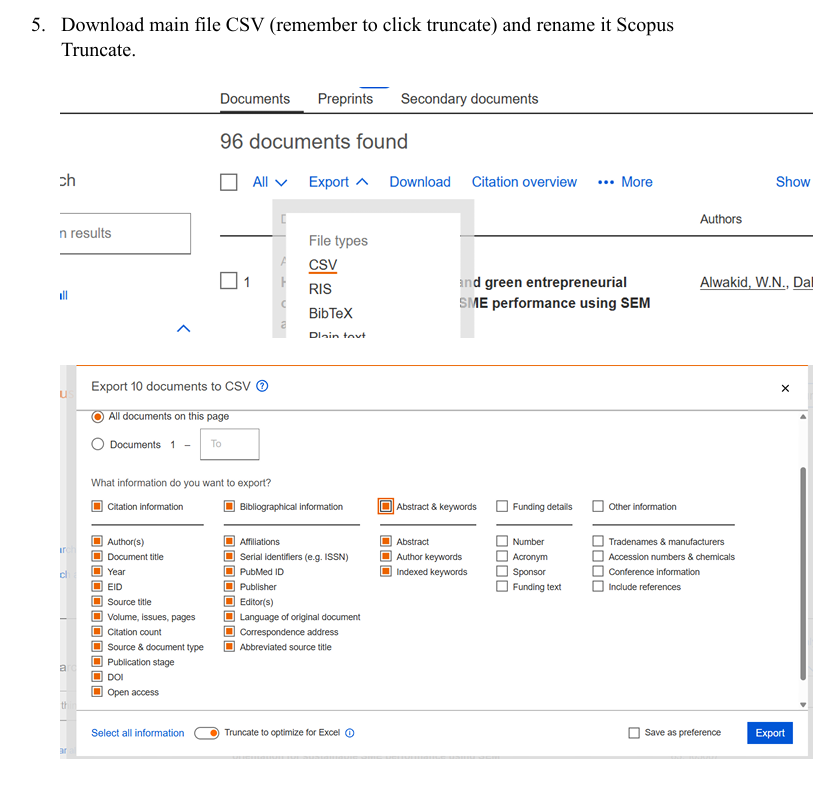 5. Download main file CSV (remember to click truncate) and rename it Scopus
Truncate.
Documents Preprints Secondary documents
96 documents found
All Export Download Citation overview ••• More Show
n results
Authors
File types
CSV
RIS
BibTeX
Plain text
1
nd green entrepreneurial
SME performance using SEM
Alwakid, W.N., Dal
Export 10 documents to CSV
All documents on this page
Documents 1 – To
What information do you want to export?
Citation information
Author(s)
Document title
Year
EID
Source title
Volume, issues, pages
Citation count
Source & document type
Publication stage
DOI
Open access
Bibliographical information
Affiliations
Serial identifiers (e.g. ISSN)
PubMed ID
Publisher
Editor(s)
Language of original document
Correspondence address
Abbreviated source title
Abstract & keywords
Abstract
Author keywords
Indexed keywords
Funding details
Number
Acronym
Sponsor
Funding text
Other information
Tradenames & manufacturers
Accession numbers & chemicals
Conference information
Include references
Select all information Truncate to optimize for Excel Save as preference Export